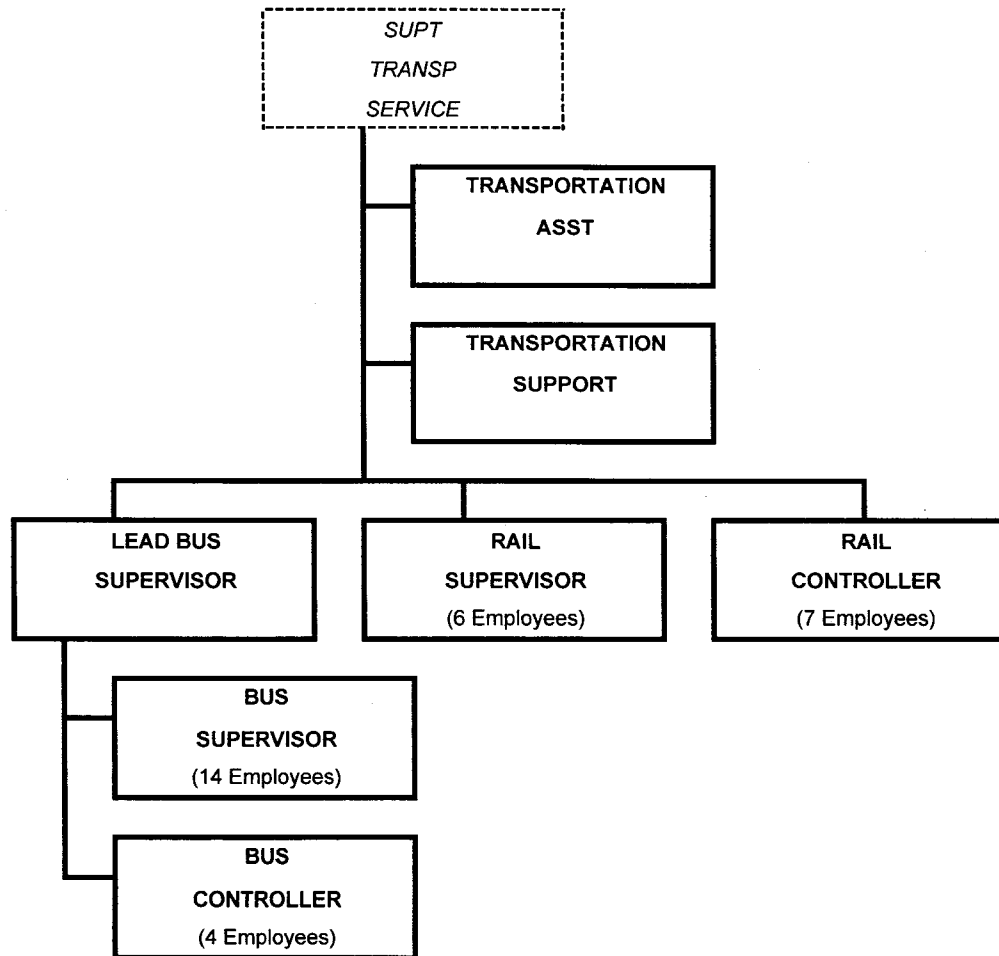 SUPT
TRANSP
SERVICE
TRANSPORTATION
ASST
TRANSPORTATION
SUPPORT
LEAD BUS
SUPERVISOR
RAIL
SUPERVISOR
(6 Employees)
RAIL
CONTROLLER
(7 Employees)
BUS
SUPERVISOR
(14 Employees)
BUS
CONTROLLER
(4 Employees)